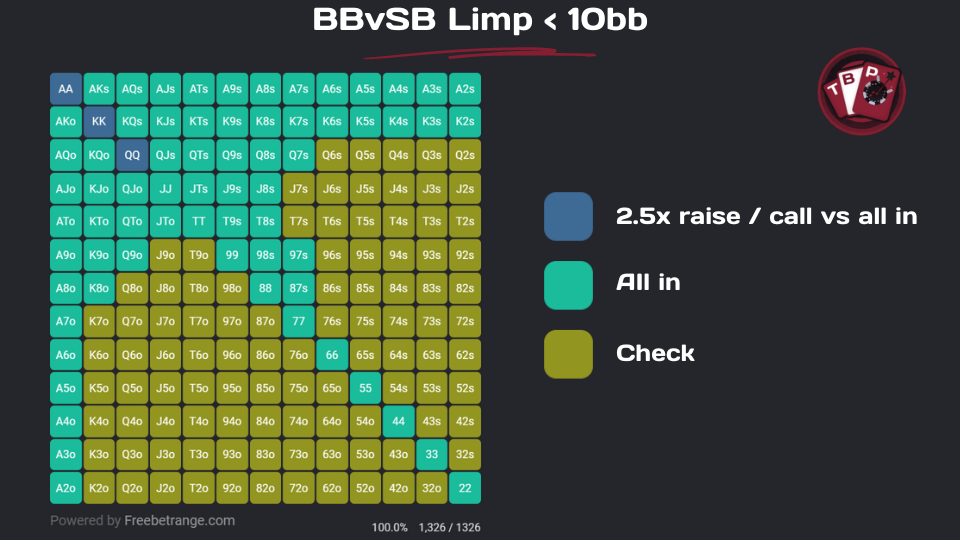 BBvSB Limp < 10bb
AA AKs AQs AJs ATs A9s A8s A7s A6s A5s A4s A3s A2s
AKo KK KQs KJs KTs K9s K8s K7s K6s K5s K4s K3s K2s
AQo KQo QQ QJs QTs Q9s Q8s Q7s Q6s Q5s Q4s Q3s Q2s
AJo KJo QJo JJ JTs J9s J8s J7s J6s J5s J4s J3s J2s
ATo KTo QTo JTo TT T9s T8s T7s T6s T5s T4s T3s T2s
A9o K9o Q9o J9o T9o 99 98s 97s 96s 95s 94s 93s 92s
A8o K8o Q8o J8o T8o 98o 88 87s 86s 85s 84s 83s 82s
A7o K7o Q7o J7o T7o 97o 87o 77 76s 75s 74s 73s 72s
A6o K6o Q6o J6o T6o 96o 86o 76o 66 65s 64s 63s 62s
A5o K5o Q5o J5o T5o 95o 85o 75o 65o 55 54s 53s 52s
A4o K4o Q4o J4o T4o 94o 84o 74o 64o 54o 44 43s 42s
A3o K3o Q3o J3o T3o 93o 83o 73o 63o 53o 43o 33 32s
A2o K2o Q2o J2o T2o 92o 82o 72o 62o 52o 42o 32o 22
Powered by Freebetrange.com
100.0% 1,326 / 1326
TBP
2.5x raise / call vs all in
All in
Check